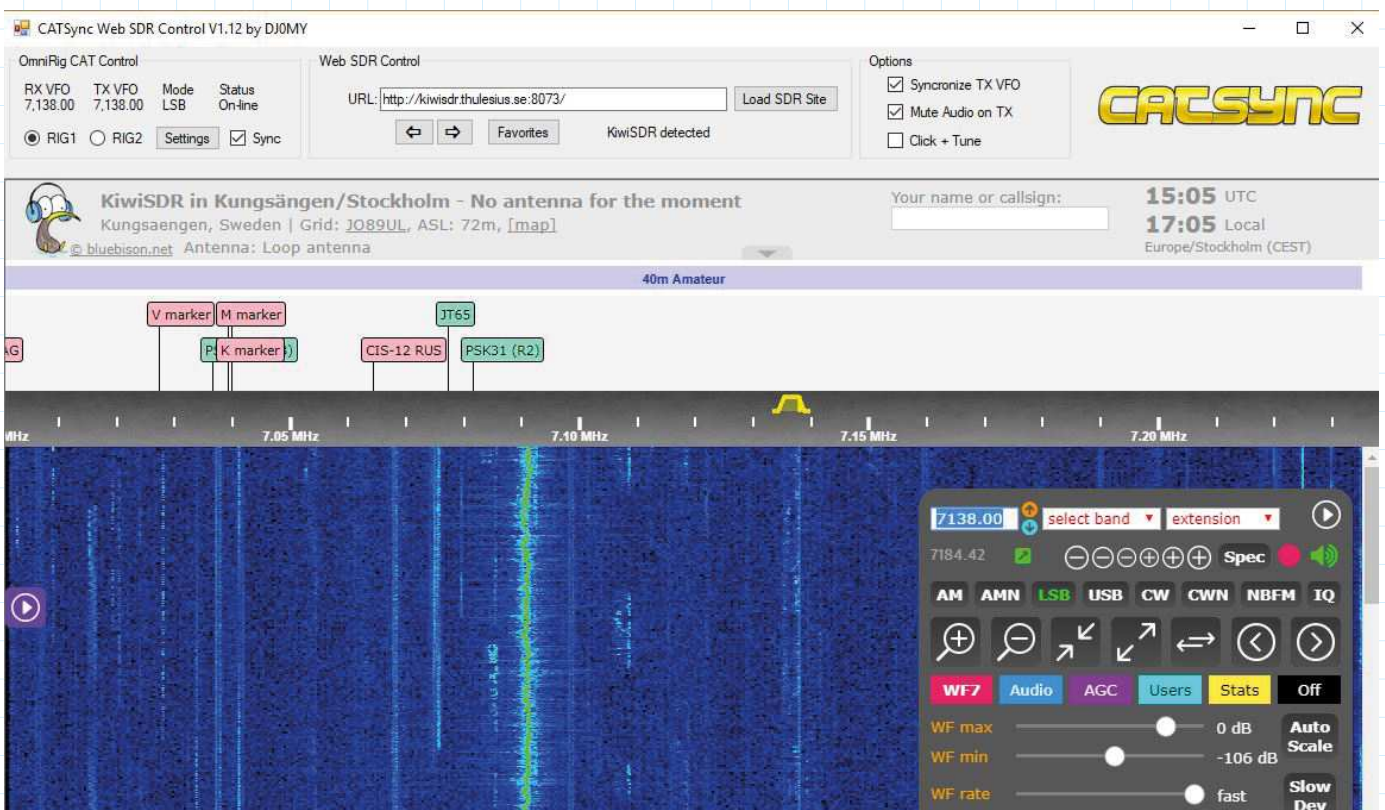 CATSync Web SDR Control V1.12 by DJ0MY
OmniRig CAT Control
RX VFO TX VFO Mode Status
7,138.00 7,138.00 LSB On-line
RIG1 RIG2 Settings Sync
Web SDR Control
URL: http://kiwisdr.thulesius.se:8073/ Load SDR Site
Favorites KiwiSDR detected
Options
Syncronize TX VFO
Mute Audio on TX
Click + Tune
CATSYNC
KiwiSDR in Kungsängen/Stockholm - No antenna for the moment
Kungsaengen, Sweden | Grid: JO89UL, ASL: 72m, [map]
© bluebison.net Antenna: Loop antenna
Your name or callsign:
15:05 UTC
17:05 Local
Europe/Stockholm (CEST)
40m Amateur
V marker M marker JT65
K marker CIS-12 RUS PSK31 (R2)
MHz 7.05 MHz 7.10 MHz 7.15 MHz 7.20 MHz
7138.00 select band extension
7184.42 Spec
AM AMN LSB USB CW CWN NBFM IQ
WF7 Audio AGC Users Stats Off
WF max 0 dB Auto Scale
WF min -106 dB
WF rate fast Slow Dev